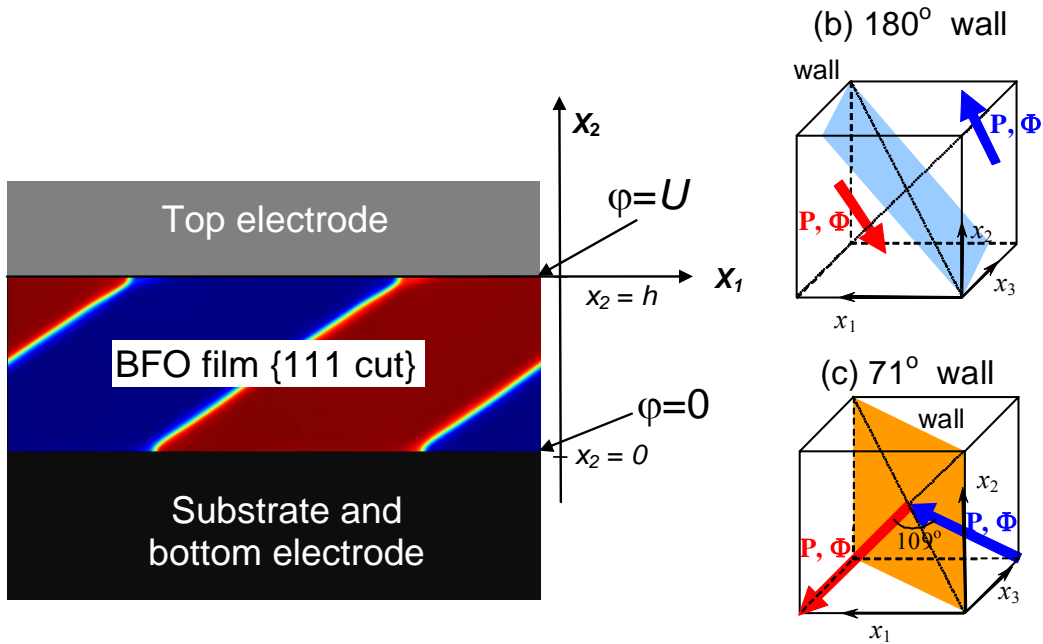 X₂
Top electrode
φ=U
X₁
x₂ = h
BFO film {111 cut}
φ=0
x₂ = 0
Substrate and
bottom electrode
(b) 180° wall
wall
P, Φ
P, Φ
x₂
x₃
x₁
(c) 71° wall
wall
x₂
P, Φ
P, Φ
109°
x₃
x₁